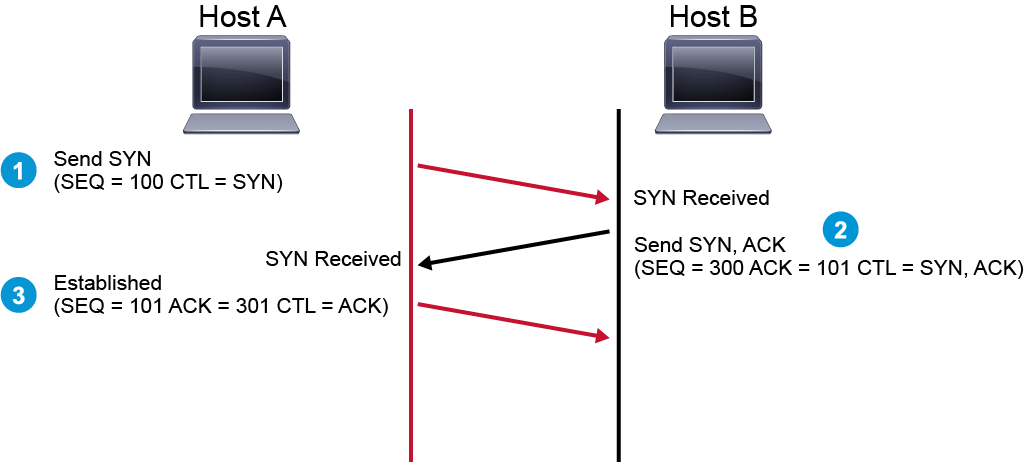 Host A
Host B
1
Send SYN
(SEQ = 100 CTL = SYN)
SYN Received
2
Send SYN, ACK
(SEQ = 300 ACK = 101 CTL = SYN, ACK)
SYN Received
3
Established
(SEQ = 101 ACK = 301 CTL = ACK)